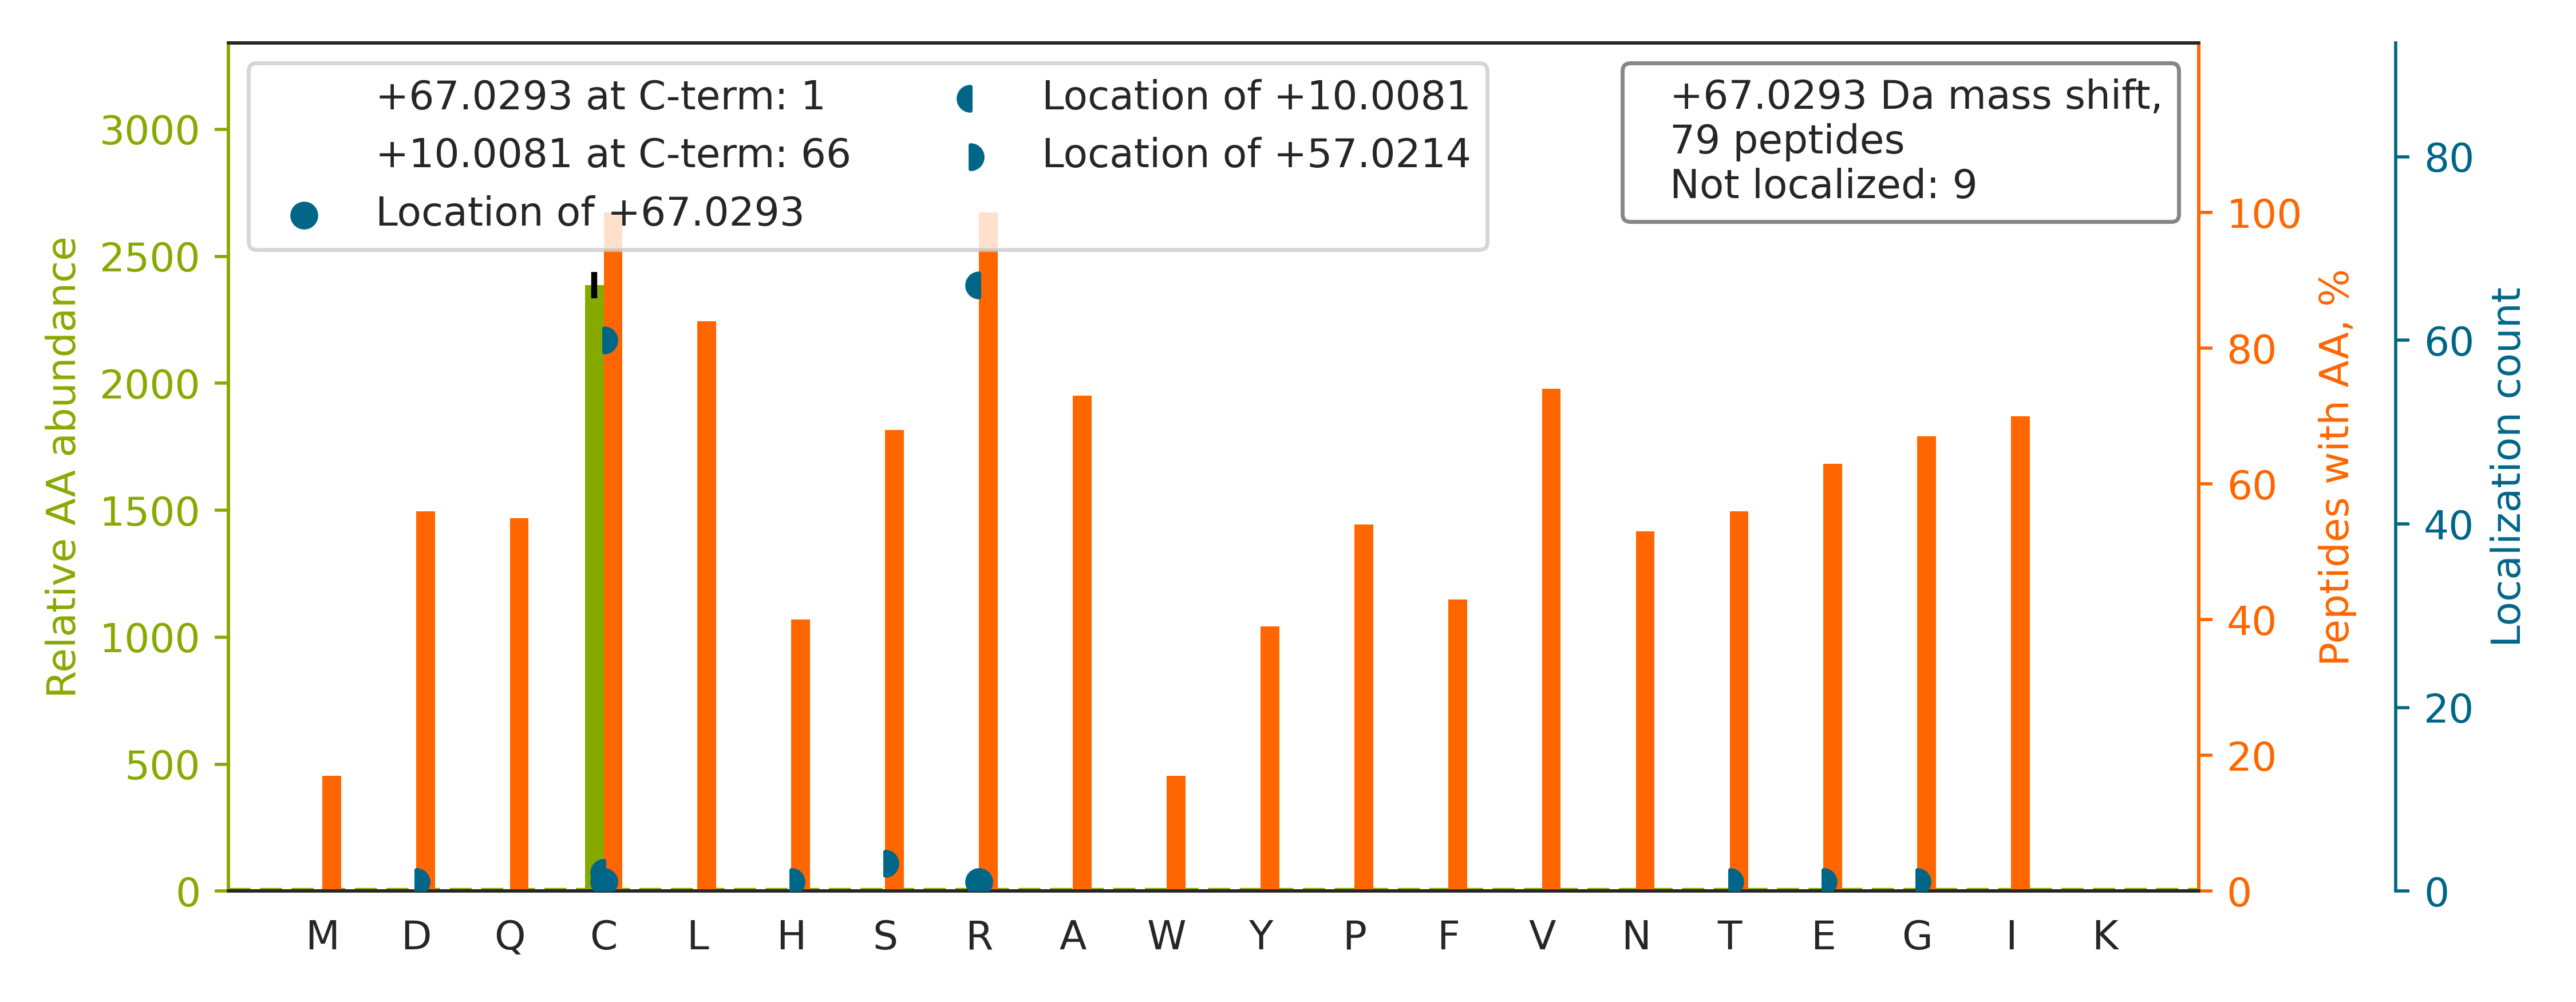 +67.0293 at C-term: 1
+10.0081 at C-term: 66
Location of +67.0293
Location of +10.0081
Location of +57.0214
+67.0293 Da mass shift,
79 peptides
Not localized: 9
Relative AA abundance
3000
2500
2000
1500
1000
500
0
M D Q C L H S R A W Y P F V N T E G I K
100
80
60
40
20
0
Peptides with AA, %
80
60
40
20
0
Localization count